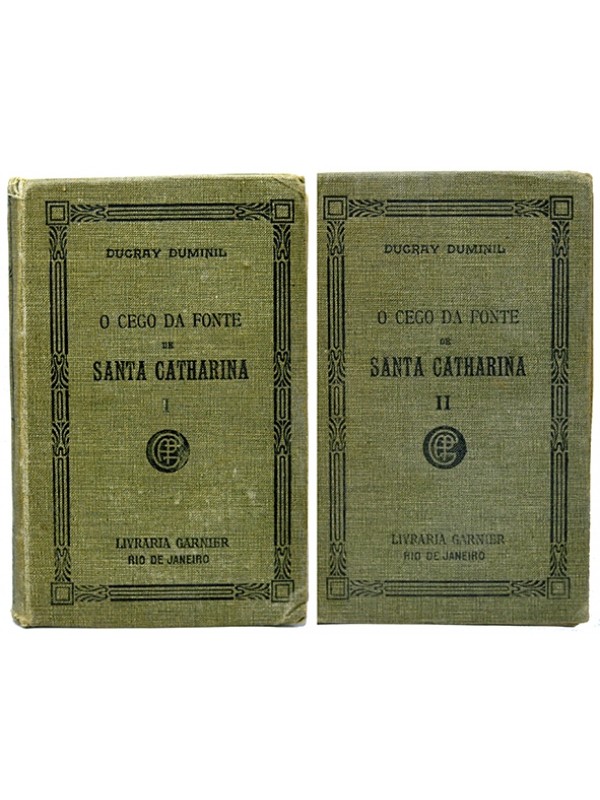 DUCRAY DUMINIL
O CEGO DA FONTE
DE
SANTA CATHARINA
I
LIVRARIA GARNIER
RIO DE JANEIRO
DUCRAY DUMINIL
O CEGO DA FONTE
DE
SANTA CATHARINA
II
LIVRARIA GARNIER
RIO DE JANEIRO